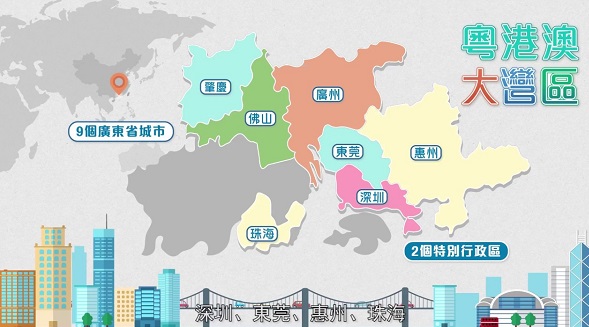 粵港澳
大灣區
肇慶
佛山
廣州
9個廣東省城市
東莞
惠州
深圳
珠海
2個特別行政區
深圳、東莞、惠州、珠海